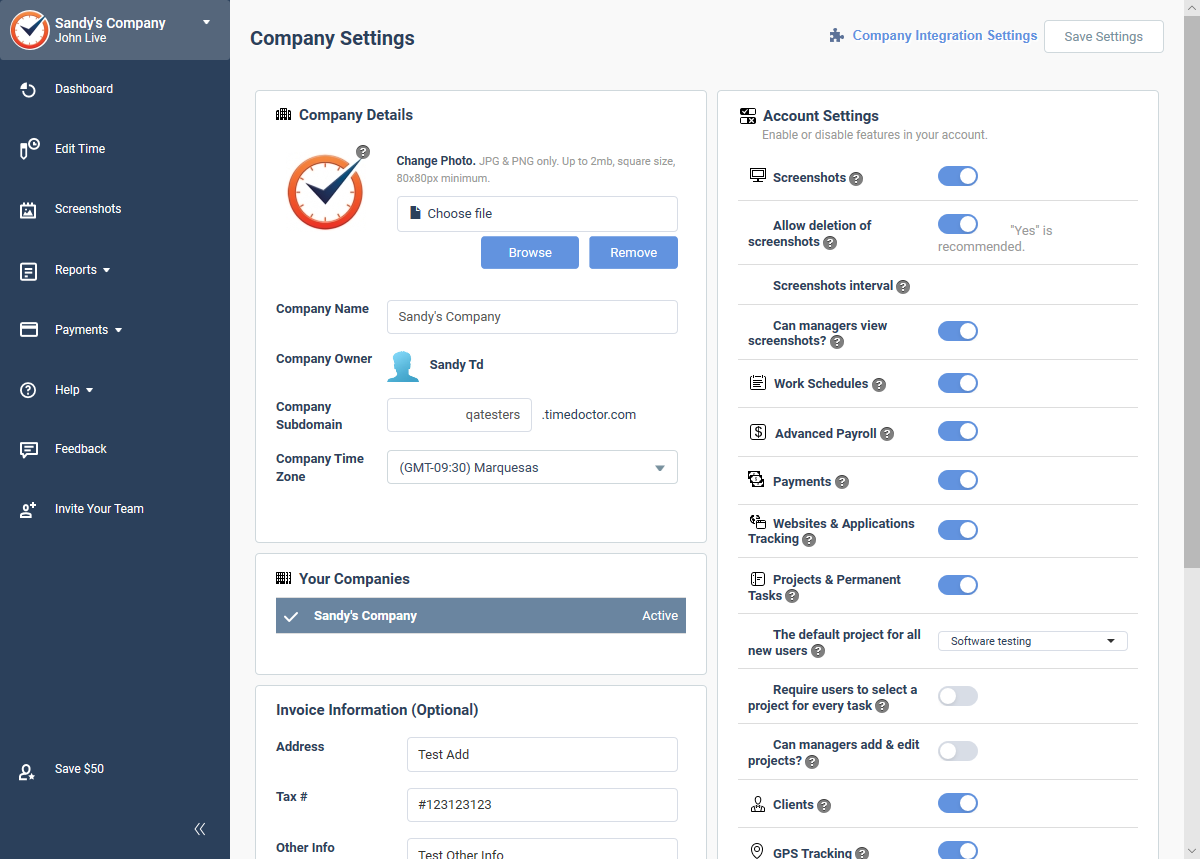 Sandy's Company
John Live
Dashboard
Edit Time
Screenshots
Reports
Payments
Help
Feedback
Invite Your Team
Save $50
Company Settings
Company Integration Settings
Save Settings
Company Details
Change Photo. JPG & PNG only. Up to 2mb, square size,
80x80px minimum.
Choose file
Browse
Remove
Company Name
Sandy's Company
Company Owner
Sandy Td
Company
Subdomain
qatesters
.timedoctor.com
Company Time
Zone
(GMT-09:30) Marquesas
Your Companies
Sandy's Company
Active
Invoice Information (Optional)
Address
Test Add
Tax #
#123123123
Other Info
Test Other Info
Account Settings
Enable or disable features in your account.
Screenshots ?
Allow deletion of
screenshots ?
"Yes" is
recommended.
Screenshots interval ?
Can managers view
screenshots? ?
Work Schedules ?
Advanced Payroll ?
Payments ?
Websites & Applications
Tracking ?
Projects & Permanent
Tasks ?
The default project for all
new users ?
Software testing
Require users to select a
project for every task ?
Can managers add & edit
projects? ?
Clients ?
GPS Tracking ?